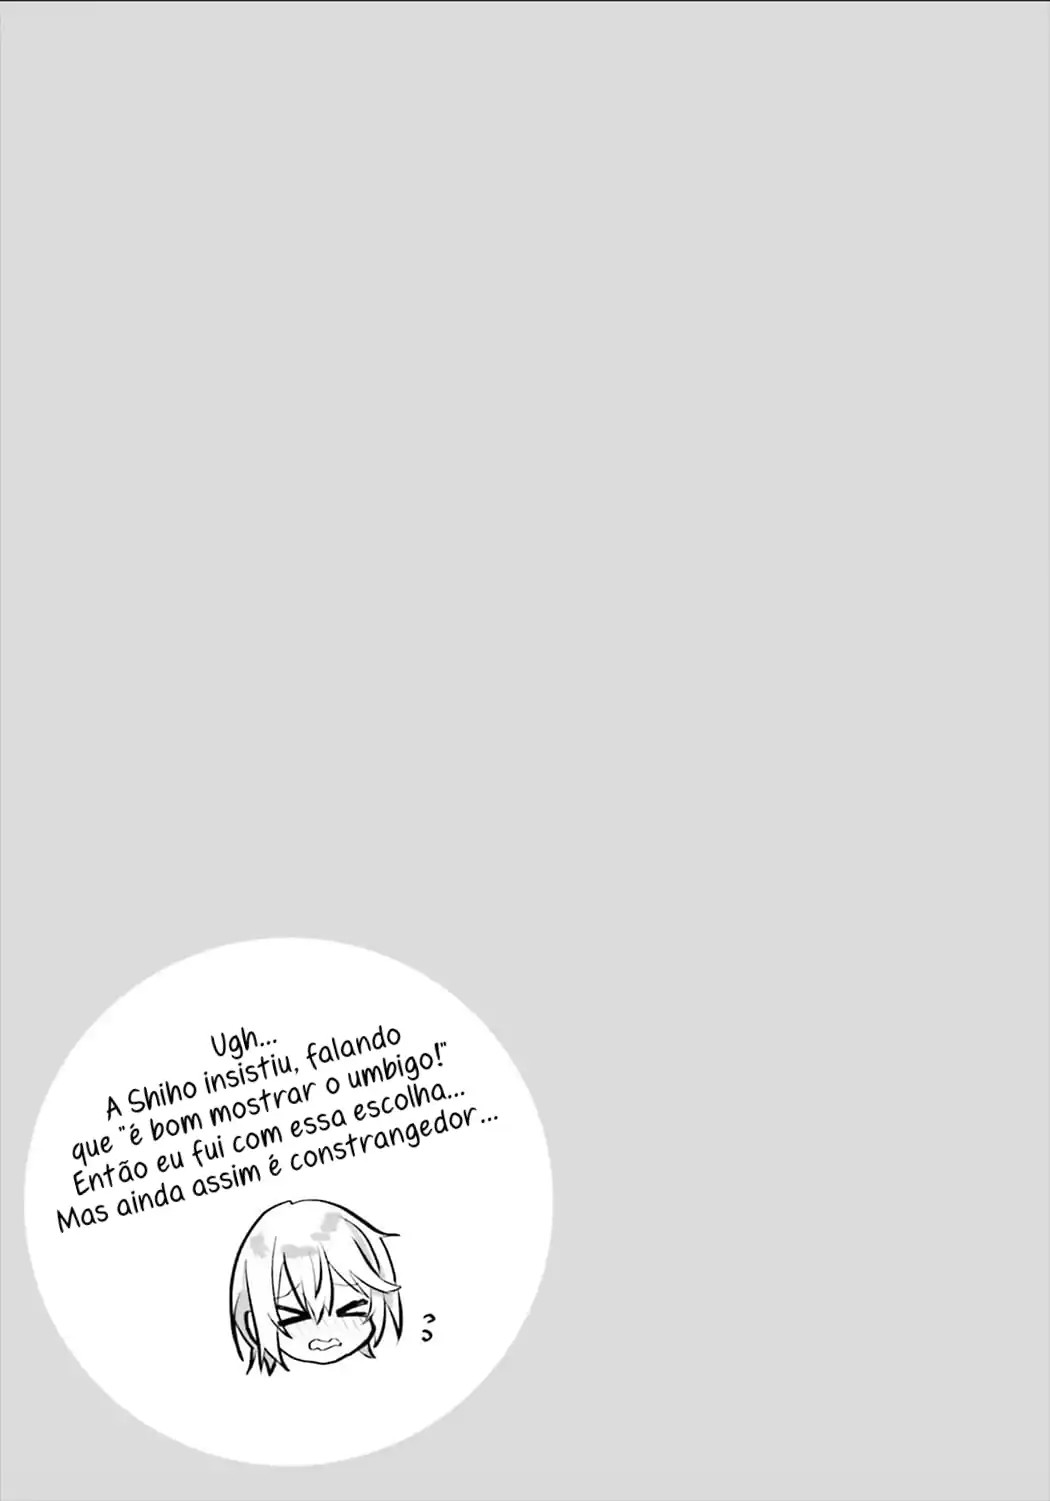 Ugh...
A Shiho insistiu, falando
que "é bom mostrar o umbigo!"
Então eu fui com essa escolha...
Mas ainda assim é constrangedor...